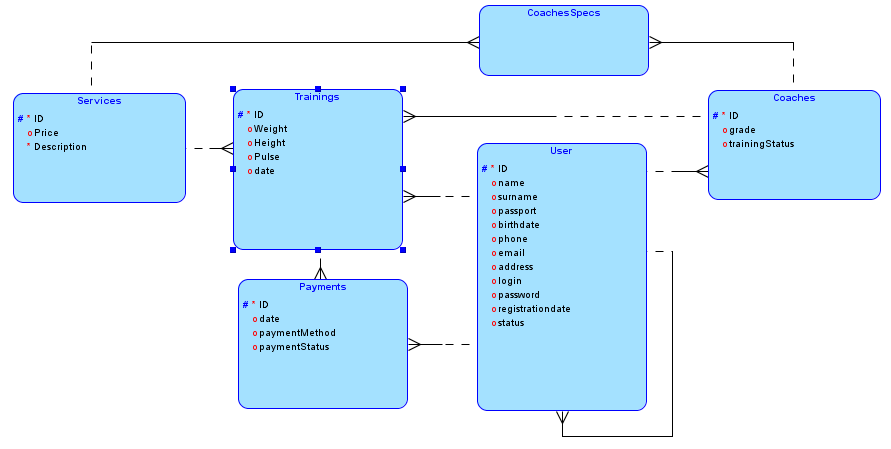 CoachesSpecs
Services
# * ID
o Price
* Description
Trainings
# * ID
o Weight
o Height
o Pulse
o date
Coaches
# * ID
o grade
o trainingStatus
User
# * ID
o name
o surname
o passport
o birthdate
o phone
o email
o address
o login
o password
o registrationdate
o status
Payments
# * ID
o date
o paymentMethod
o paymentStatus